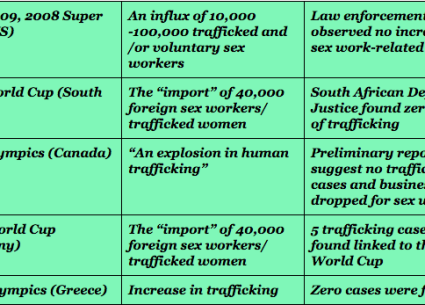 09, 2008 Super
S)
An influx of 10,000
-100,000 trafficked and
/or voluntary sex
workers
Law enforcement
observed no incre
sex work-related
orld Cup (South
The “import” of 40,000
foreign sex workers/
trafficked women
South African De
Justice found zer
of trafficking
ympics (Canada)
“An explosion in human
trafficking”
Preliminary repo
suggest no traffic
cases and busines
dropped for sex w
orld Cup
ny)
The “import” of 40,000
foreign sex workers/
trafficked women
5 trafficking case
found linked to th
World Cup
ympics (Greece)
Increase in trafficking
Zero cases were f